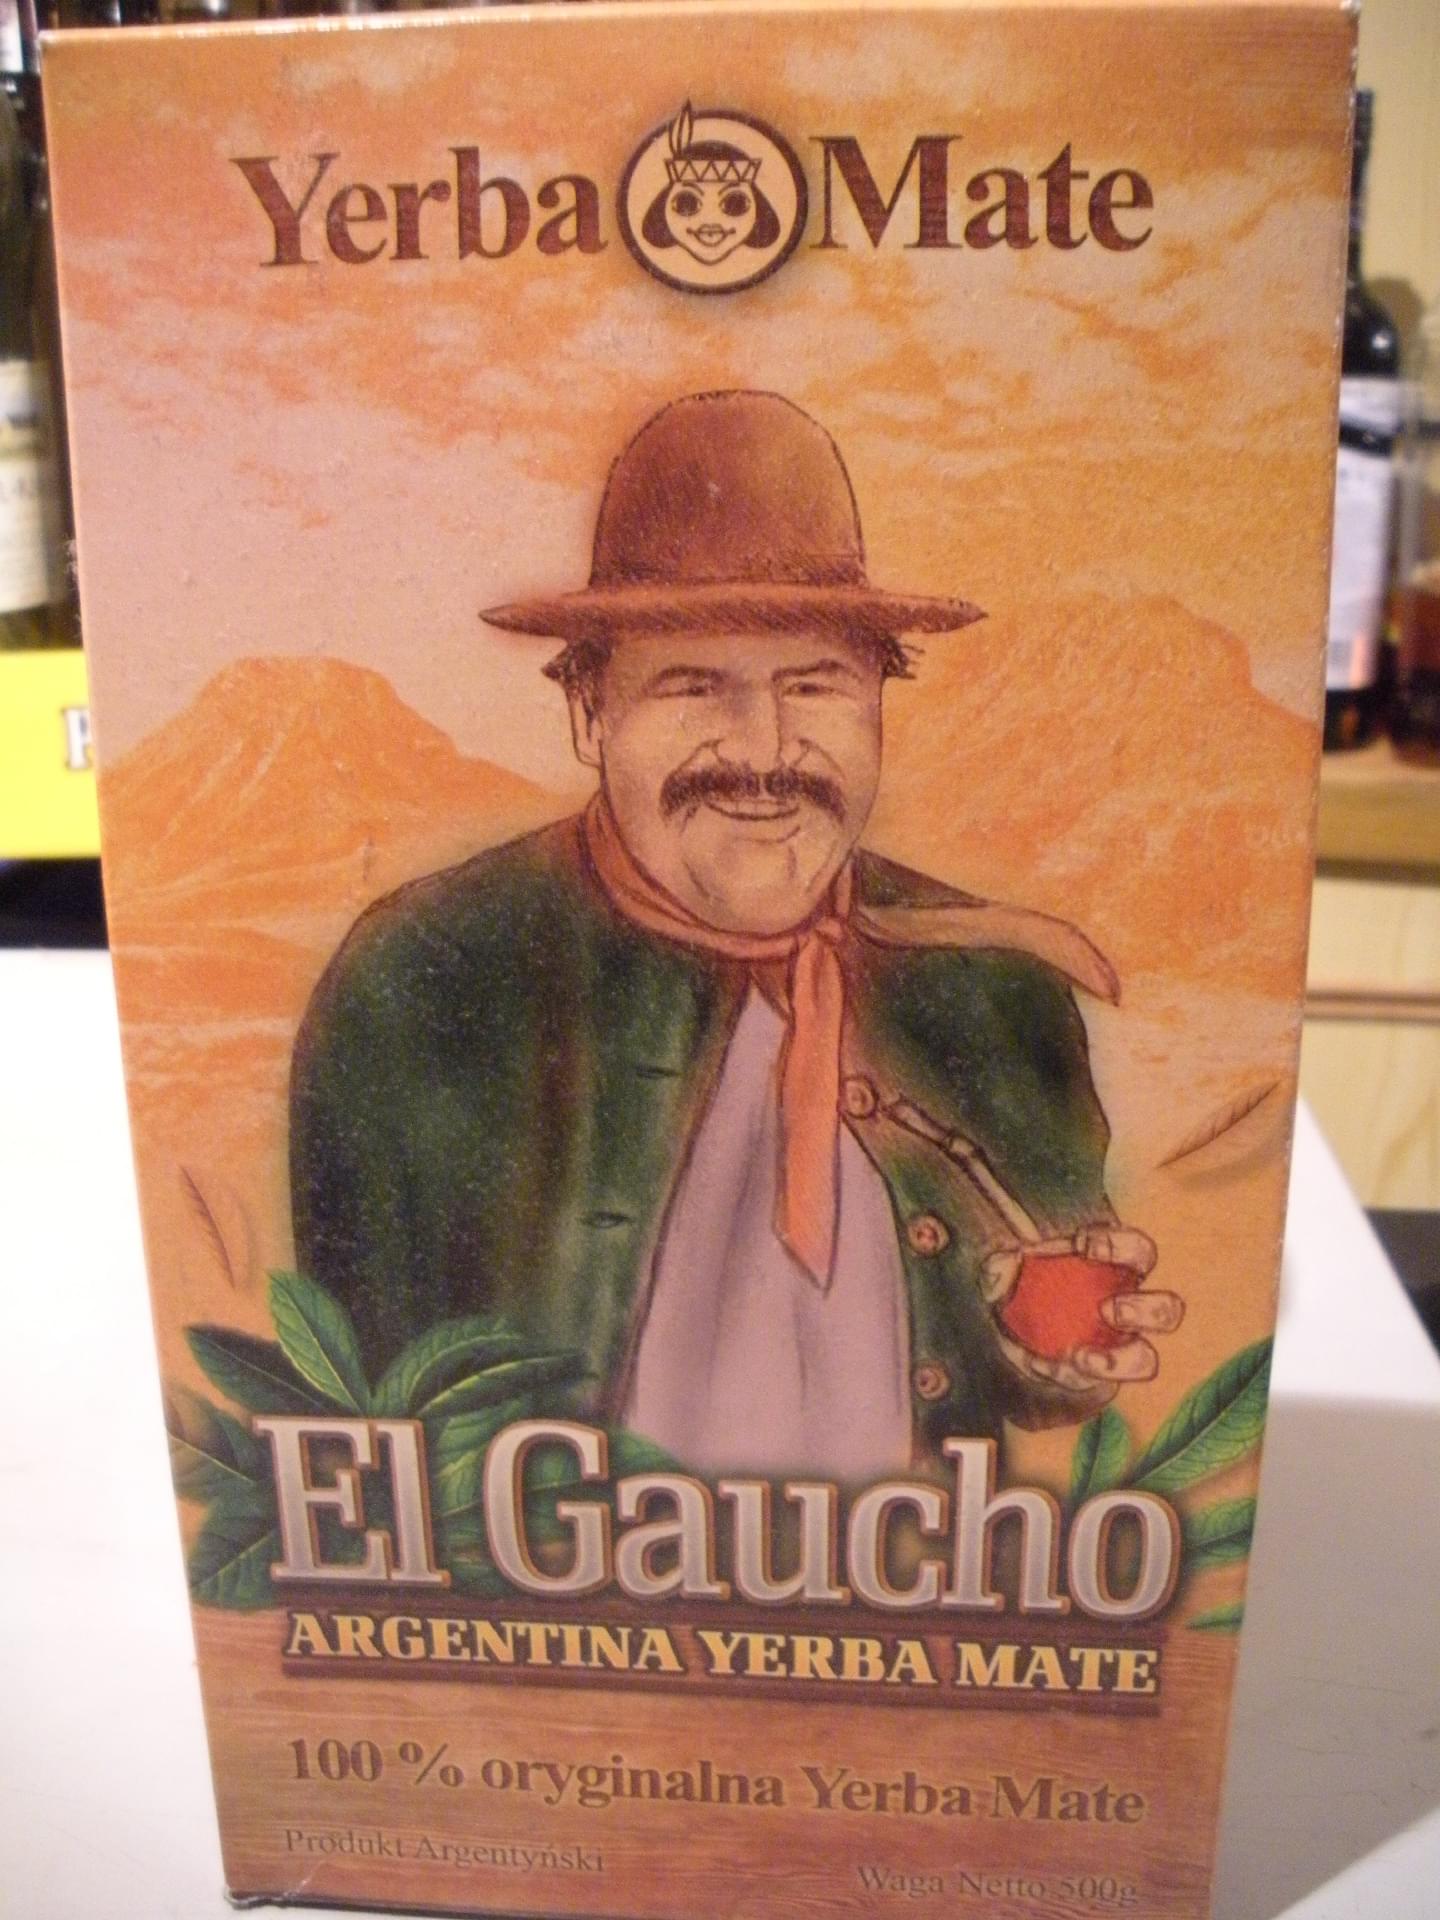 Yerba Mate
El Gaucho
ARGENTINA YERBA MATE
100 % oryginalna Yerba Mate
Produkt Argentyński
Waga Netto 500g